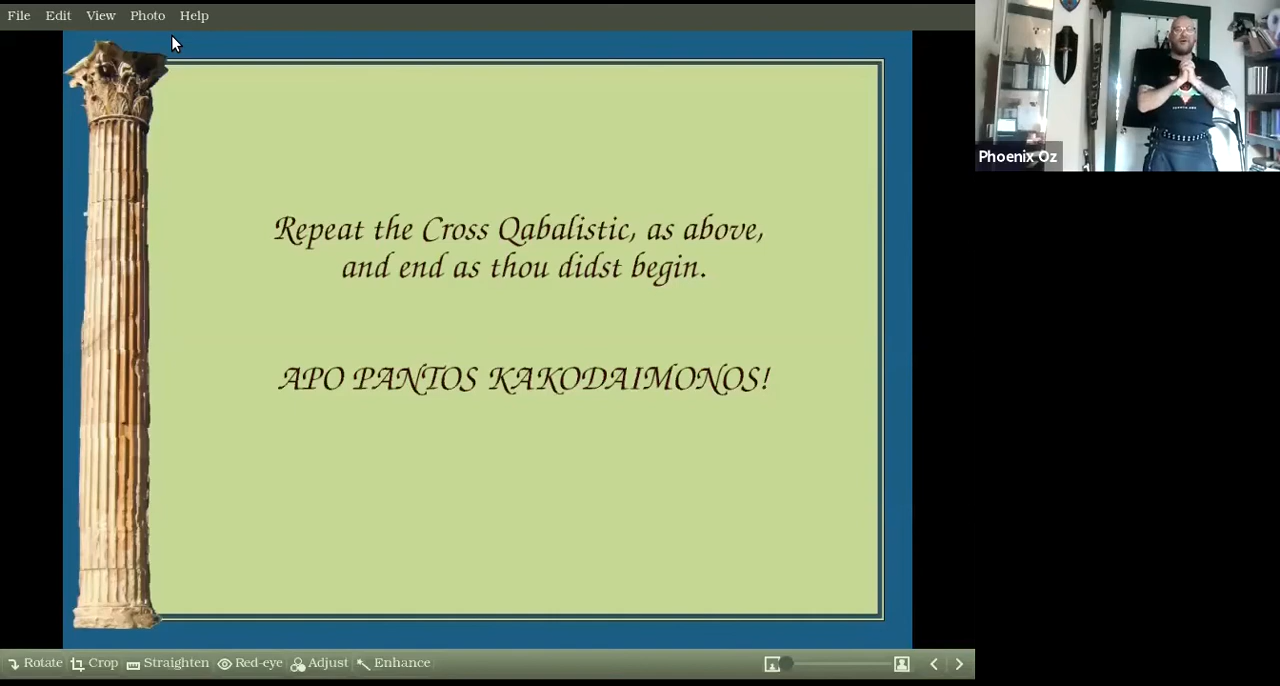 File Edit View Photo Help
Repeat the Cross Qabalistic, as above,
and end as thou didst begin.
APO PANTOS KAKODAIMONOS!
Phoenix Oz
Rotate Crop Straighten Red-eye Adjust Enhance